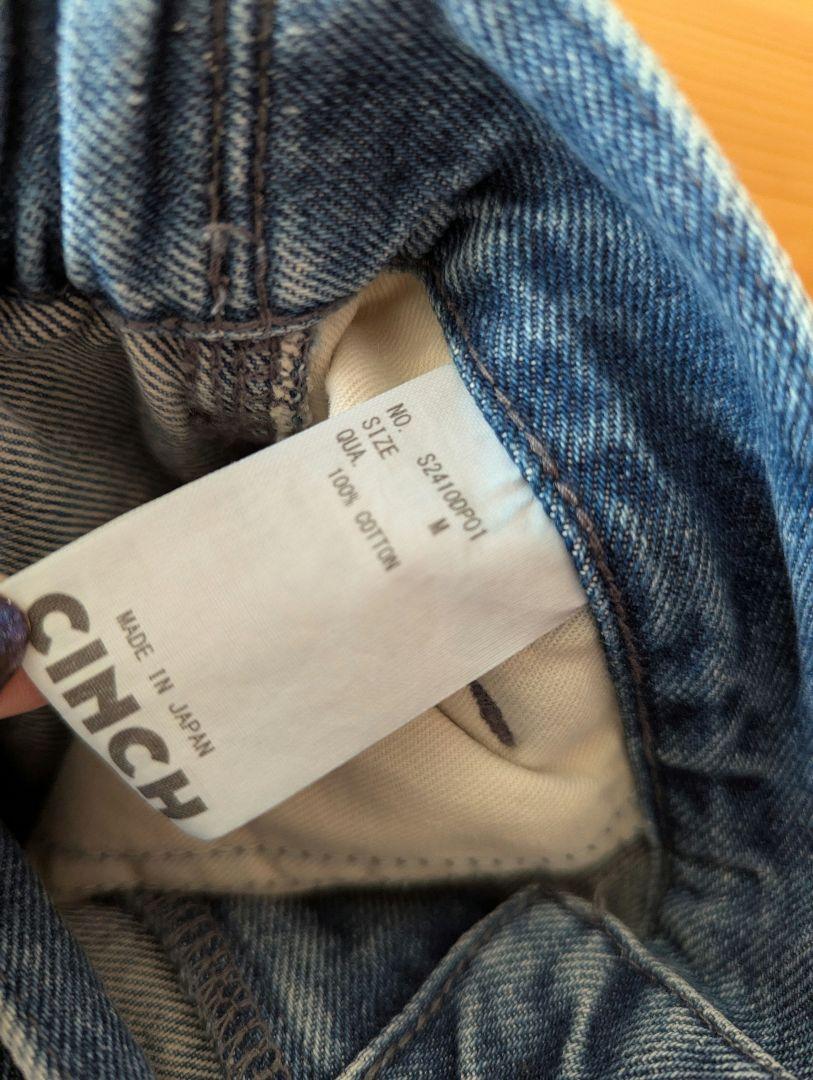 NO. S2410DP01
SIZE M
QUA. 100% COTTON
MADE IN JAPAN
CINCH